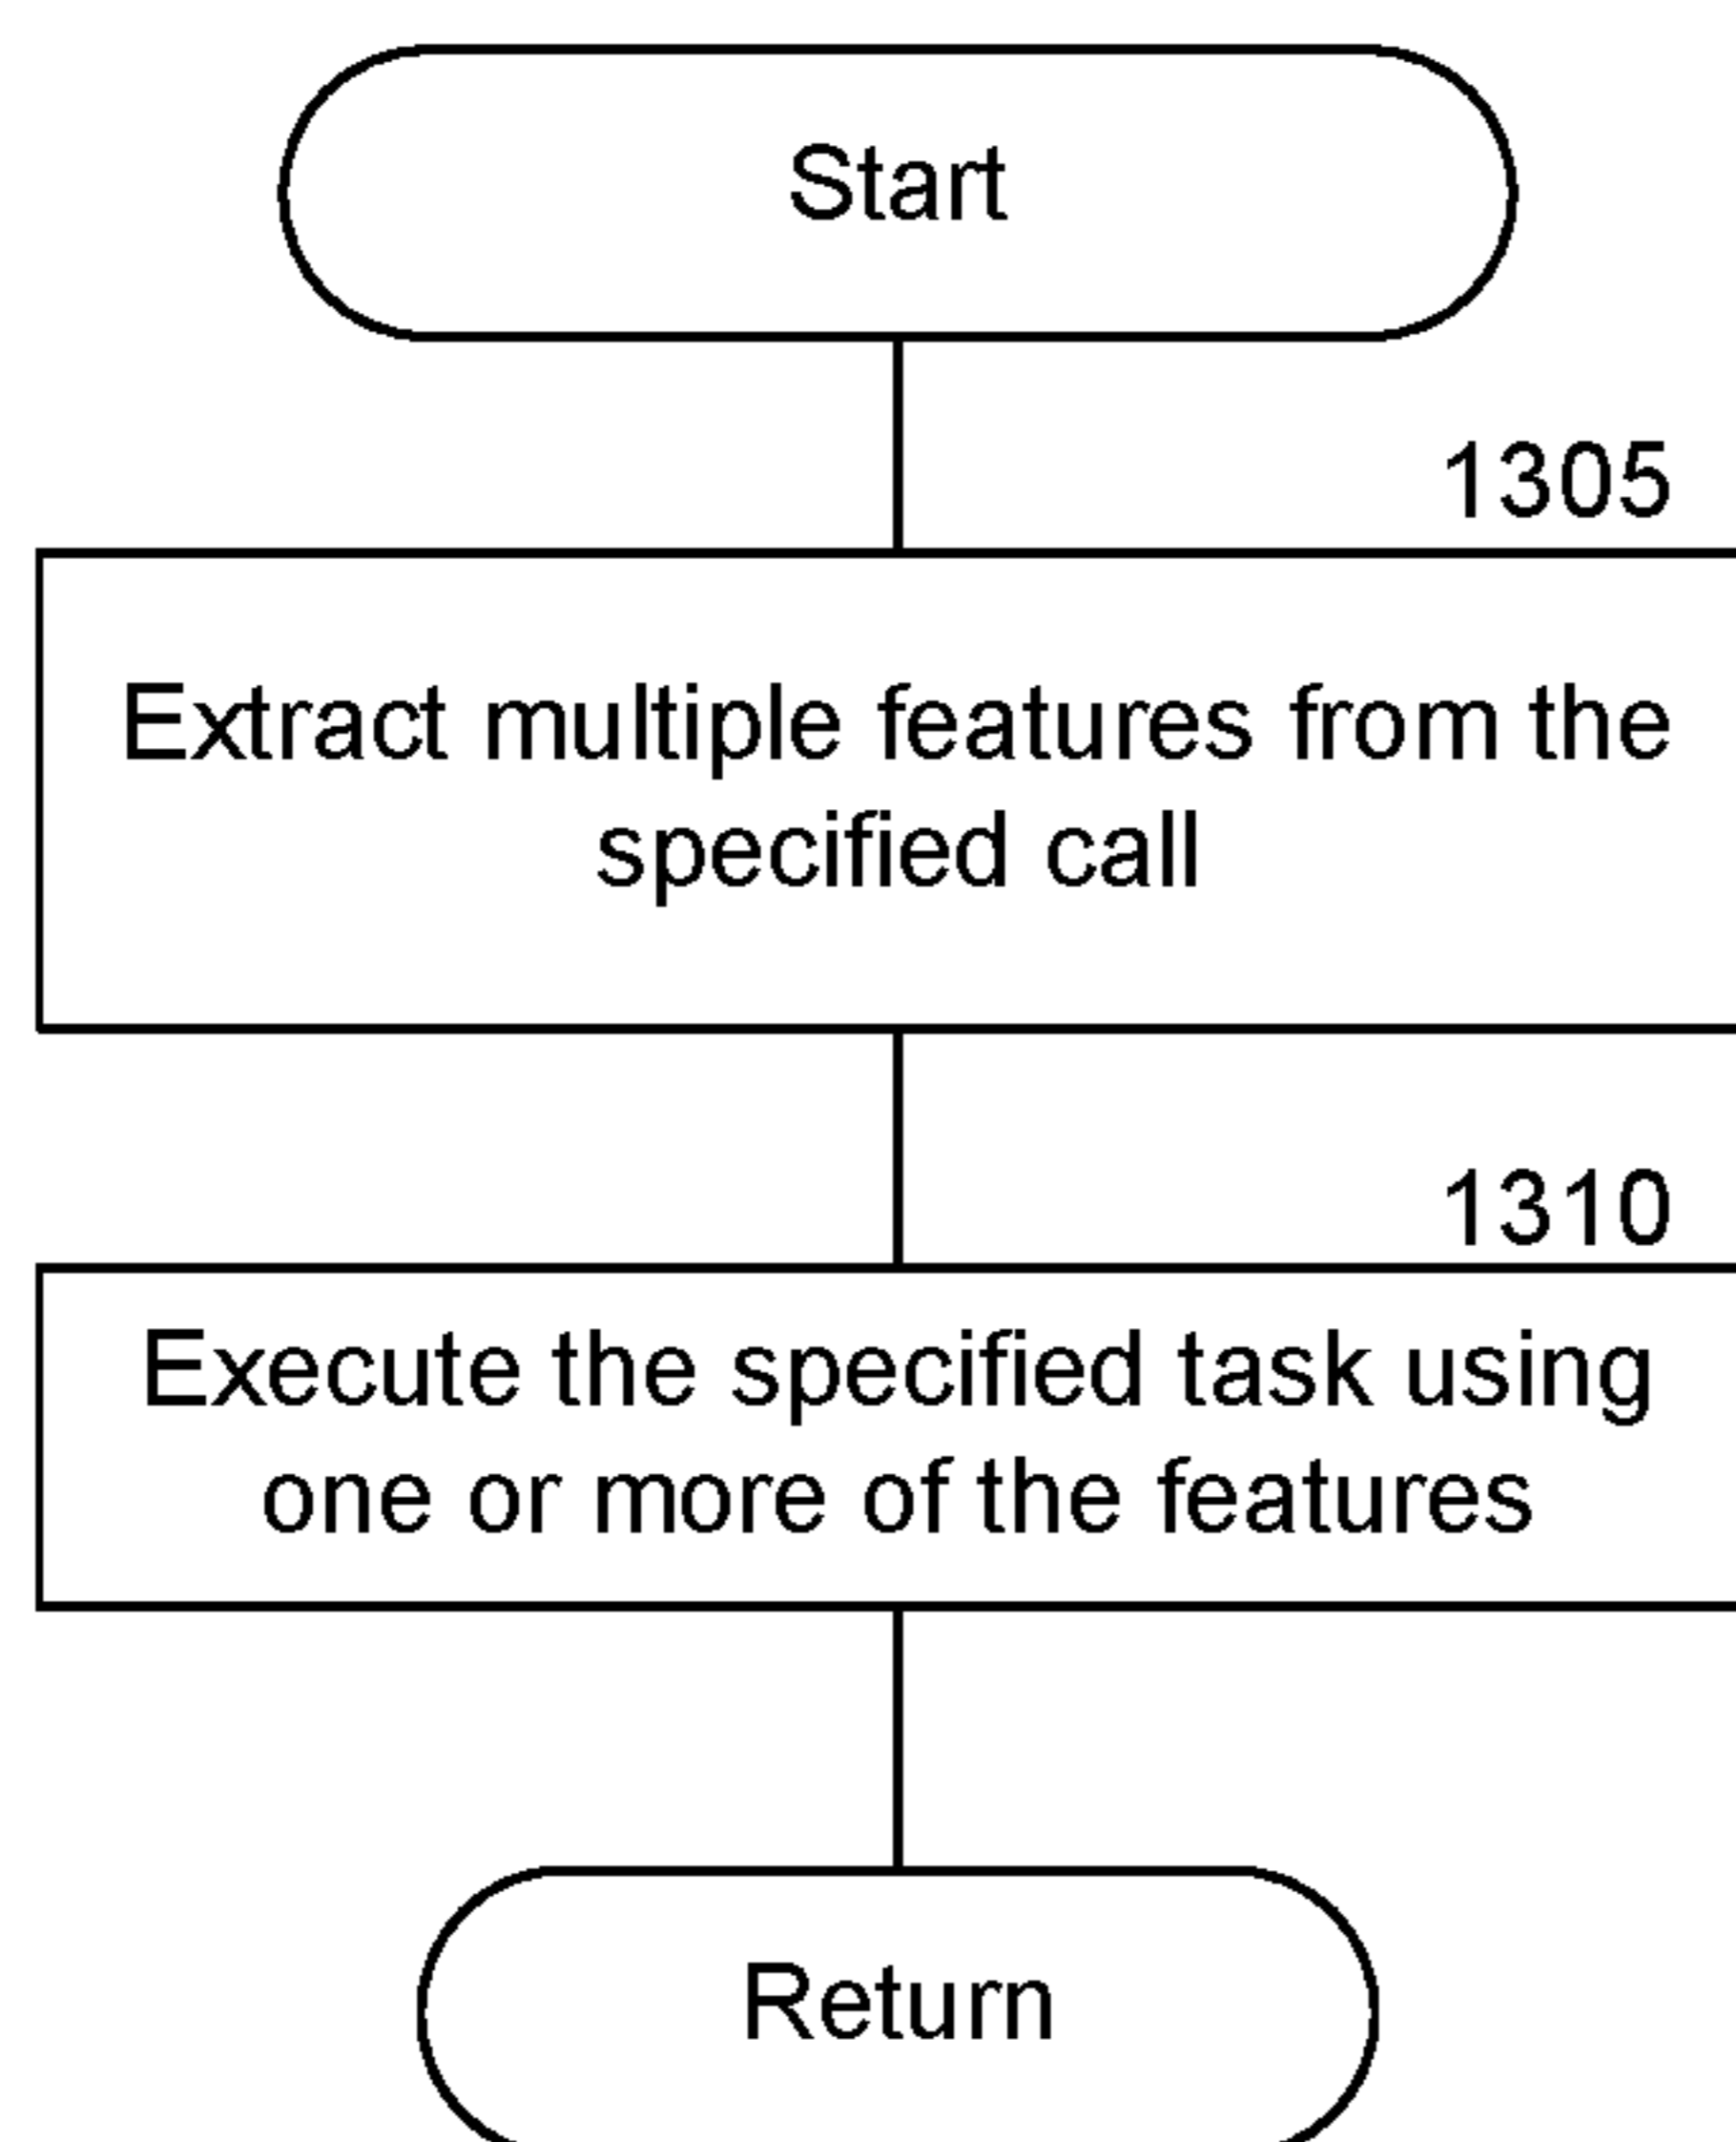 Start
1305
Extract multiple features from the
specified call
1310
Execute the specified task using
one or more of the features
Return